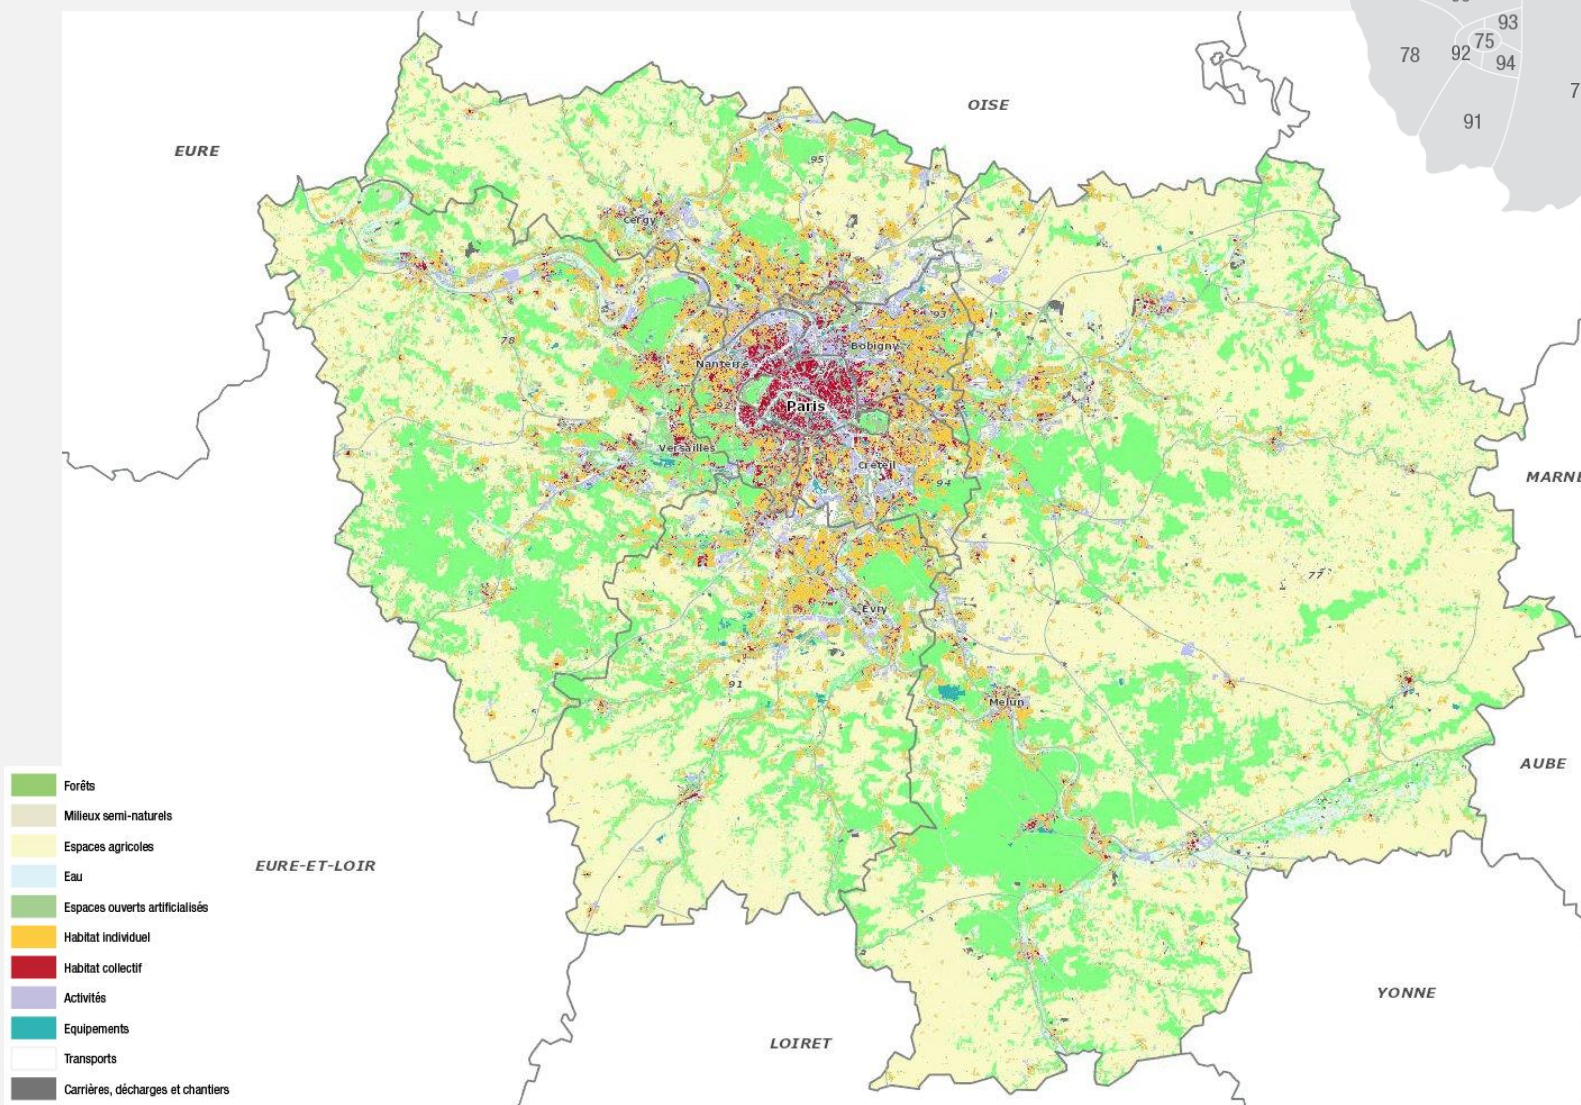 93
75
78
92
94
7
91
OISE
EURE
95
Cergy
93
78
Bobigny
Nanterre
92
Paris
Versailles
Créteil
94
MARNE
77
Evry
91
Melun
AUBE
EURE-ET-LOIR
YONNE
LOIRET
Forêts
Milieux semi-naturels
Espaces agricoles
Eau
Espaces ouverts artificialisés
Habitat individuel
Habitat collectif
Activités
Equipements
Transports
Carrières, décharges et chantiers